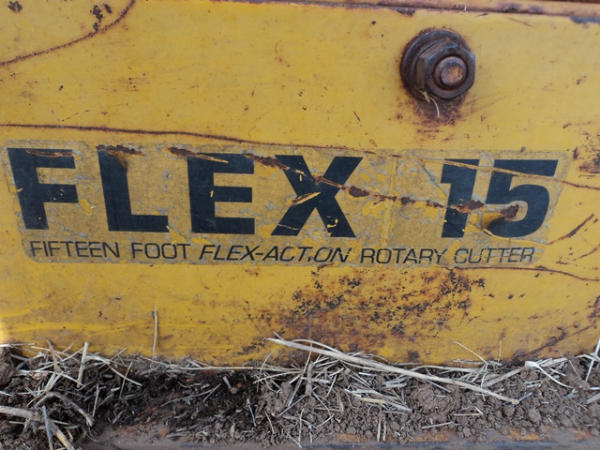 FLEX 15
FIFTEEN FOOT FLEX-ACTION ROTARY CUTTER